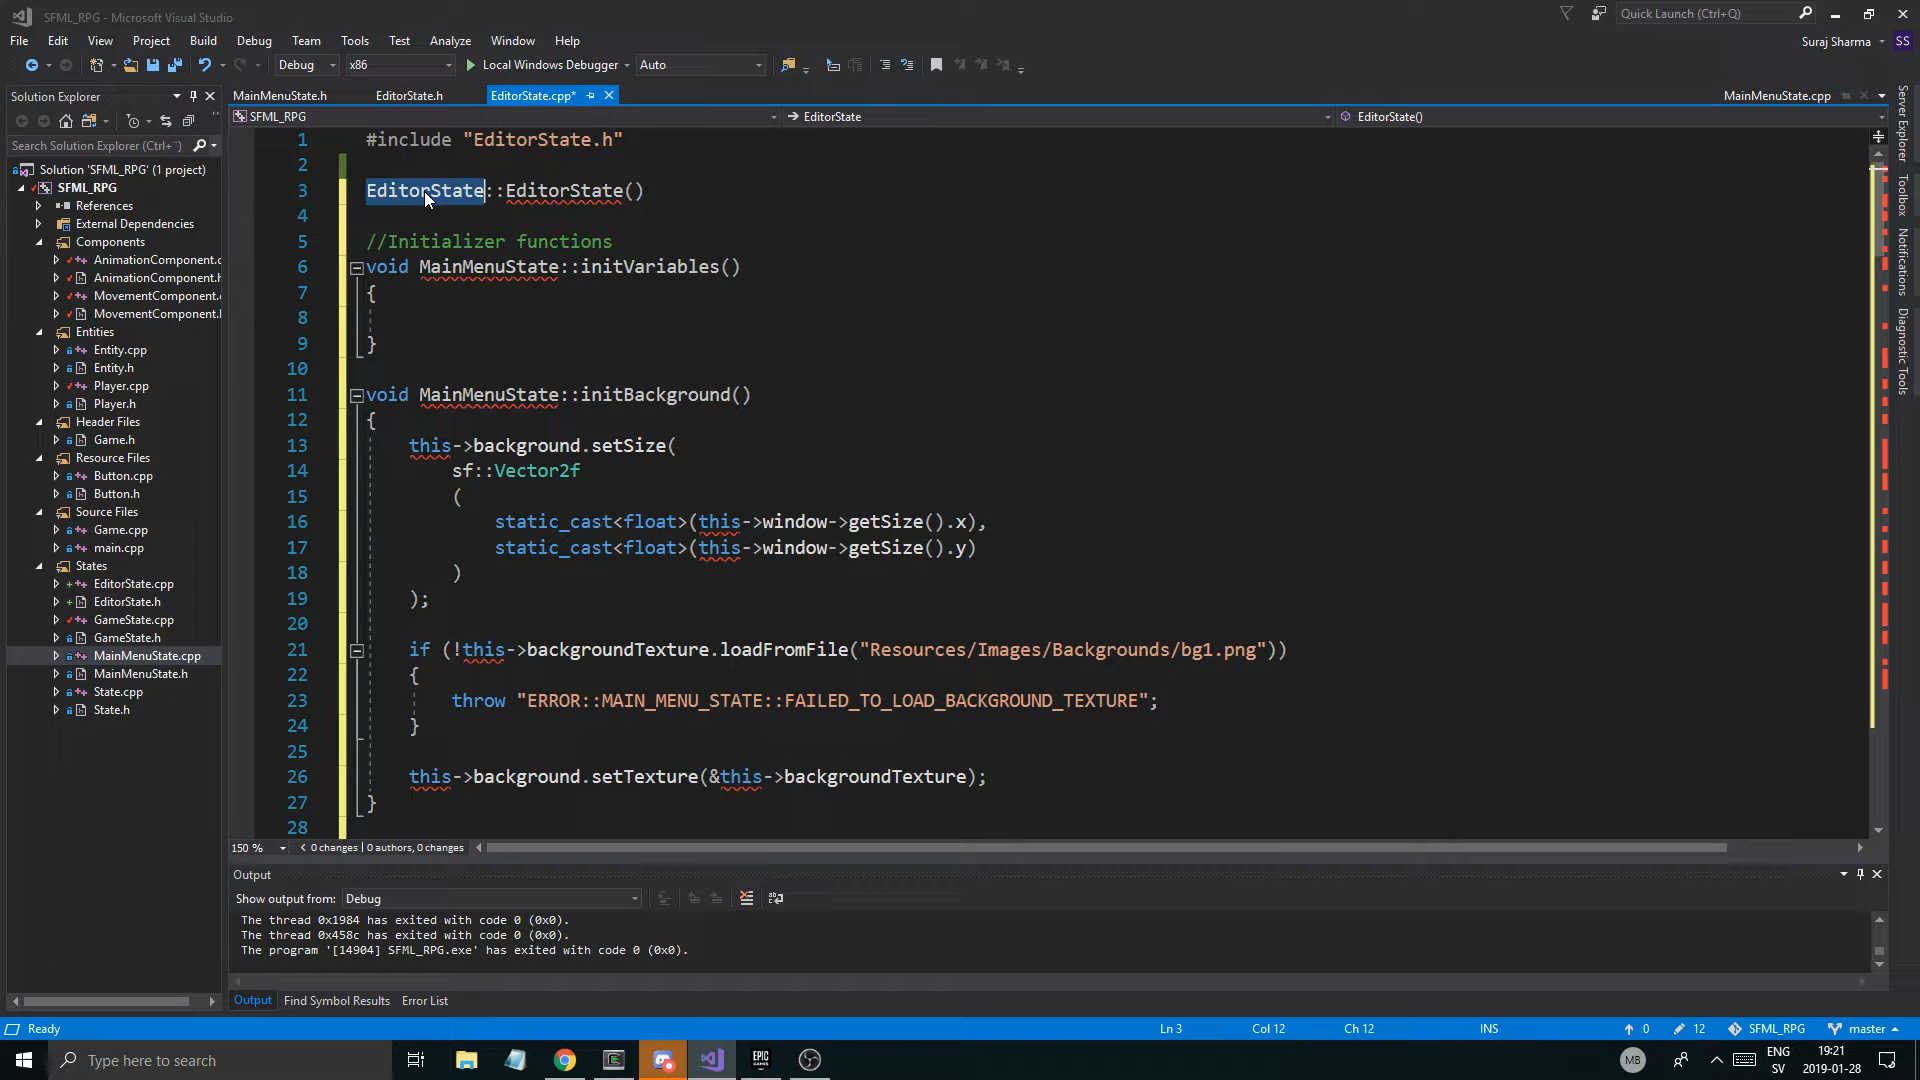 SFML_RPG - Microsoft Visual Studio
Quick Launch (Ctrl+Q)
File Edit View Project Build Debug Team Tools Test Analyze Window Help
Suraj Sharma SS
Debug x86 Local Windows Debugger Auto
Solution Explorer
MainMenuState.h EditorState.h EditorState.cpp* MainMenuState.cpp
SFML_RPG EditorState EditorState()
Search Solution Explorer (Ctrl+¨)
Solution 'SFML_RPG' (1 project)
SFML_RPG
References
External Dependencies
Components
AnimationComponent.c
AnimationComponent.h
MovementComponent.
MovementComponent.
Entities
Entity.cpp
Entity.h
Player.cpp
Player.h
Header Files
Game.h
Resource Files
Button.cpp
Button.h
Source Files
Game.cpp
main.cpp
States
EditorState.cpp
EditorState.h
GameState.cpp
GameState.h
MainMenuState.cpp
MainMenuState.h
State.cpp
State.h
1 #include "EditorState.h"
2
3 EditorState::EditorState()
4
5 //Initializer functions
6 void MainMenuState::initVariables()
7 {
8
9 }
10
11 void MainMenuState::initBackground()
12 {
13 this->background.setSize(
14 sf::Vector2f
15 (
16 static_cast<float>(this->window->getSize().x),
17 static_cast<float>(this->window->getSize().y)
18 )
19 );
20
21 if (!this->backgroundTexture.loadFromFile("Resources/Images/Backgrounds/bg1.png"))
22 {
23 throw "ERROR::MAIN_MENU_STATE::FAILED_TO_LOAD_BACKGROUND_TEXTURE";
24 }
25
26 this->background.setTexture(&this->backgroundTexture);
27 }
28
150 % 0 changes | 0 authors, 0 changes
Server Explorer
Toolbox
Notifications
Diagnostic Tools
Output
Show output from: Debug
The thread 0x1984 has exited with code 0 (0x0).
The thread 0x458c has exited with code 0 (0x0).
The program '[14904] SFML_RPG.exe' has exited with code 0 (0x0).
Output Find Symbol Results Error List
Ready Ln 3 Col 12 Ch 12 INS 0 12 SFML_RPG master
Type here to search
EPIC GAMES
MB
ENG
SV
19:21
2019-01-28